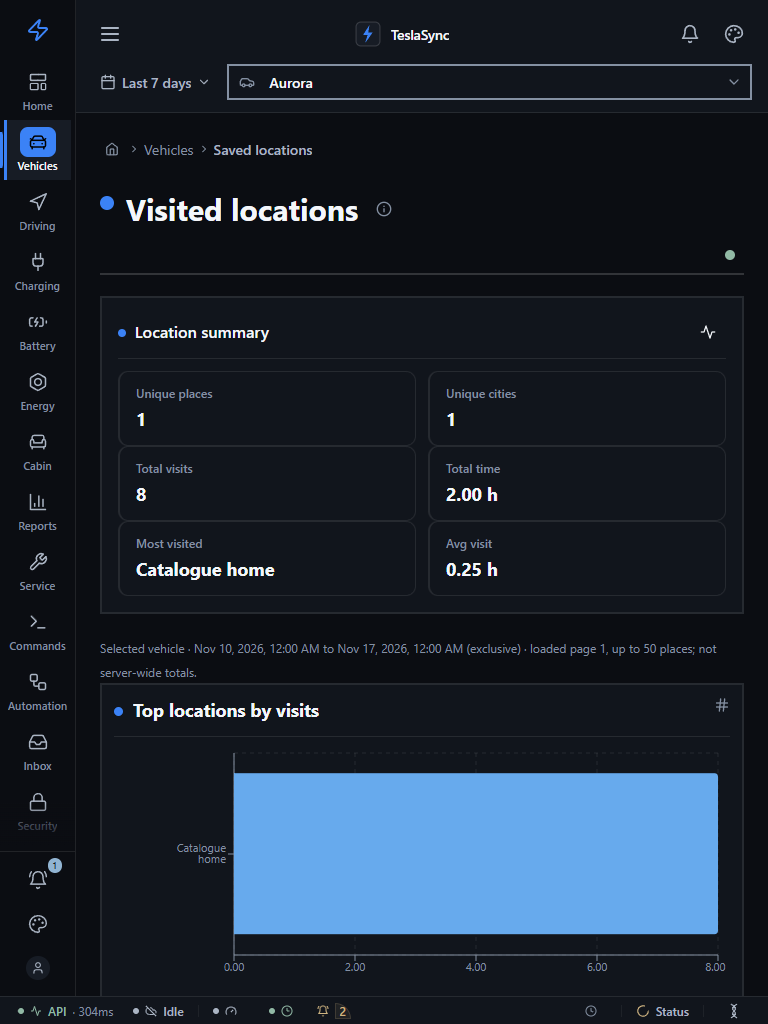 TeslaSync
Last 7 days
Aurora
Home
Vehicles
Driving
Charging
Battery
Energy
Cabin
Reports
Service
Commands
Automation
Inbox
Security
1
Vehicles
Saved locations
Visited locations
Location summary
Unique places
1
Unique cities
1
Total visits
8
Total time
2.00 h
Most visited
Catalogue home
Avg visit
0.25 h
Selected vehicle · Nov 10, 2026, 12:00 AM to Nov 17, 2026, 12:00 AM (exclusive) · loaded page 1, up to 50 places; not
server-wide totals.
Top locations by visits
#
Catalogue
home
0.00
2.00
4.00
6.00
8.00
API · 304ms
Idle
2
Status